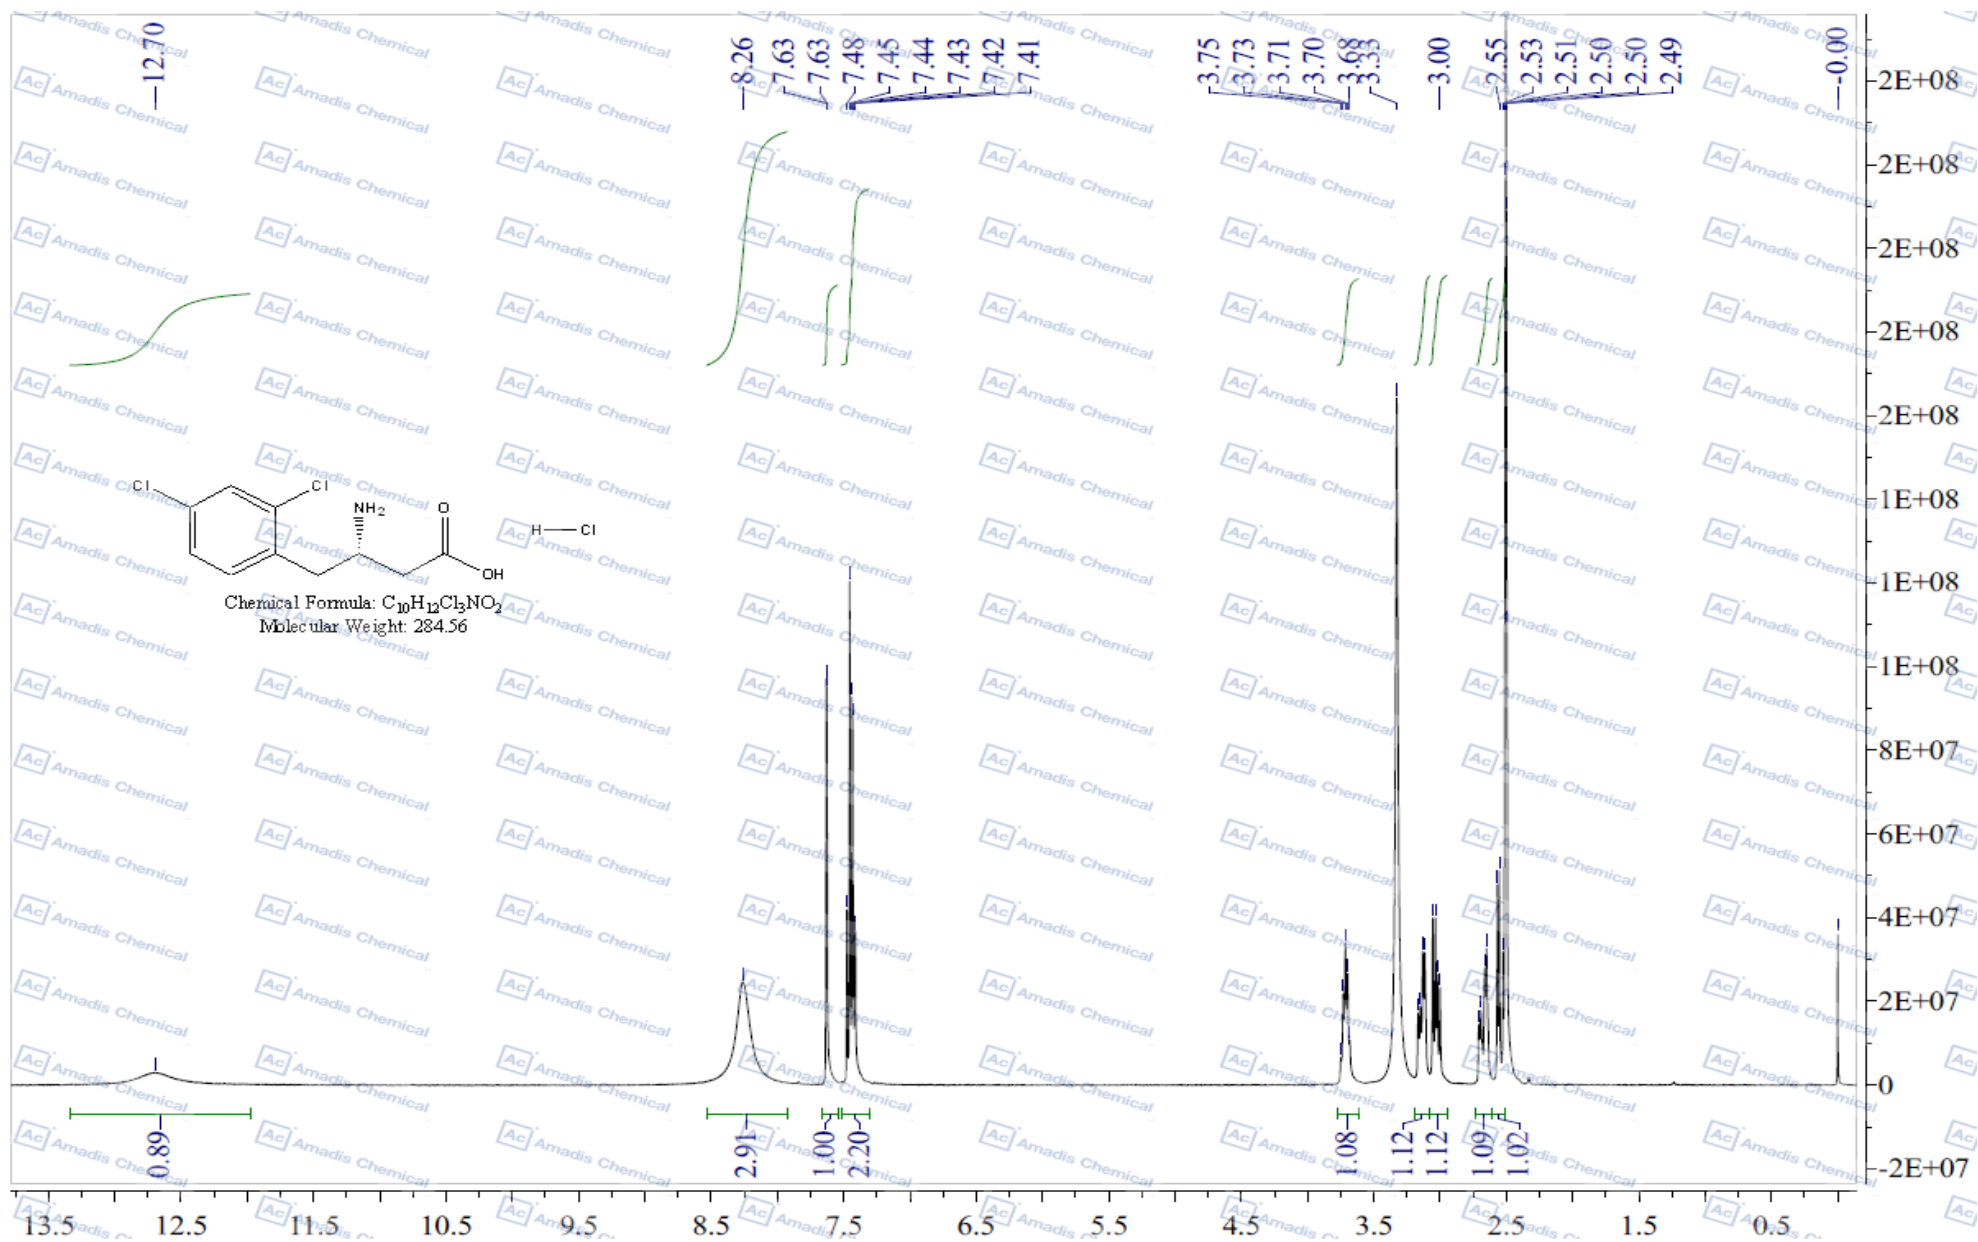 12.70
8.26
7.63
7.63
7.48
7.45
7.44
7.43
7.42
7.41
3.75
3.73
3.71
3.70
3.68
3.33
3.00
2.55
2.53
2.51
2.50
2.50
2.49
-0.00
2E+08
2E+08
2E+08
2E+08
2E+08
1E+08
1E+08
1E+08
8E+07
6E+07
4E+07
2E+07
0
-2E+07
Cl
Cl
NH2
O
OH
H Cl
Chemical Formula: C10H12Cl3NO2
Molecular Weight: 284.56
0.89
2.91
1.00
2.20
1.08
1.12
1.12
1.09
1.02
13.5 12.5 11.5 10.5 9.5 8.5 7.5 6.5 5.5 4.5 3.5 2.5 1.5 0.5
Ac Amadis Chemical